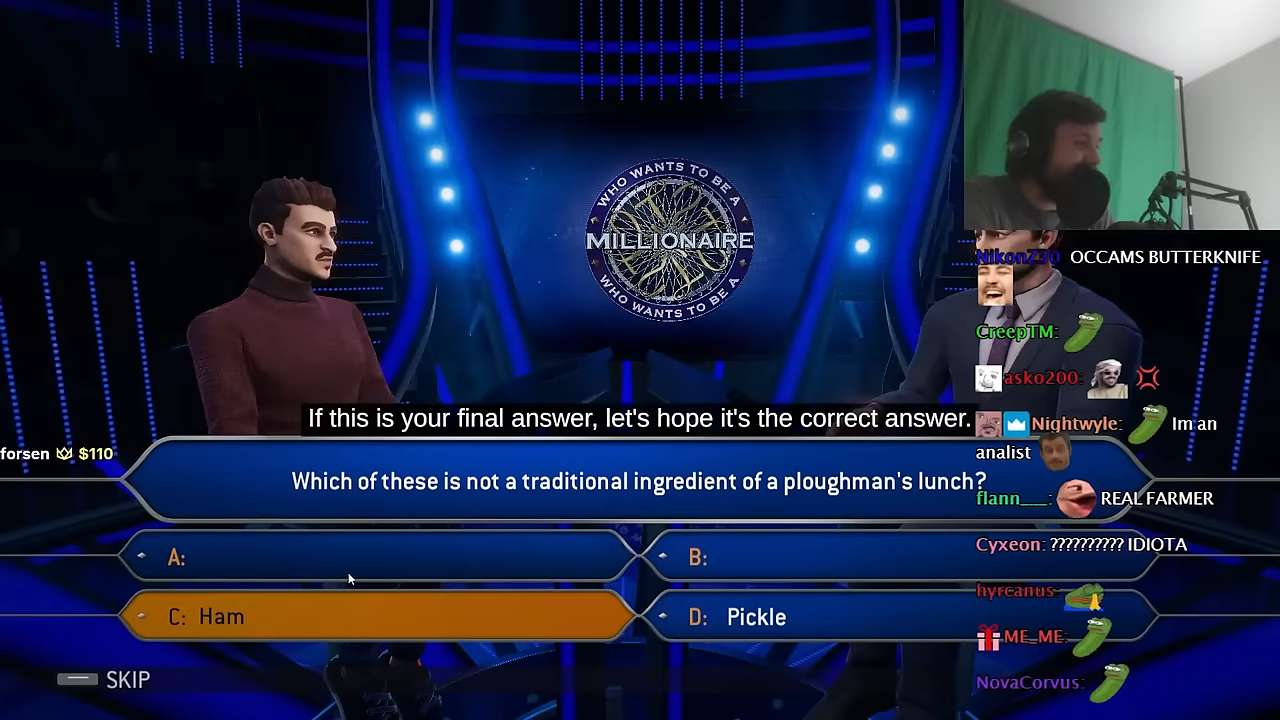 WHO WANTS TO BE A
MILLIONAIRE
WHO WANTS TO BE A
Nikon230 OCCAMS BUTTERKNIFE
CreepTM:
asko200:
If this is your final answer, let's hope it's the correct answer.
Nightwyle: Im an
analist
forsen $110
Which of these is not a traditional ingredient of a ploughman's lunch?
flann___: REAL FARMER
Cyxeon: ?????????? IDIOTA
A:
B:
hyrcanus:
C: Ham
D: Pickle
ME_ME:
SKIP
NovaCorvus: